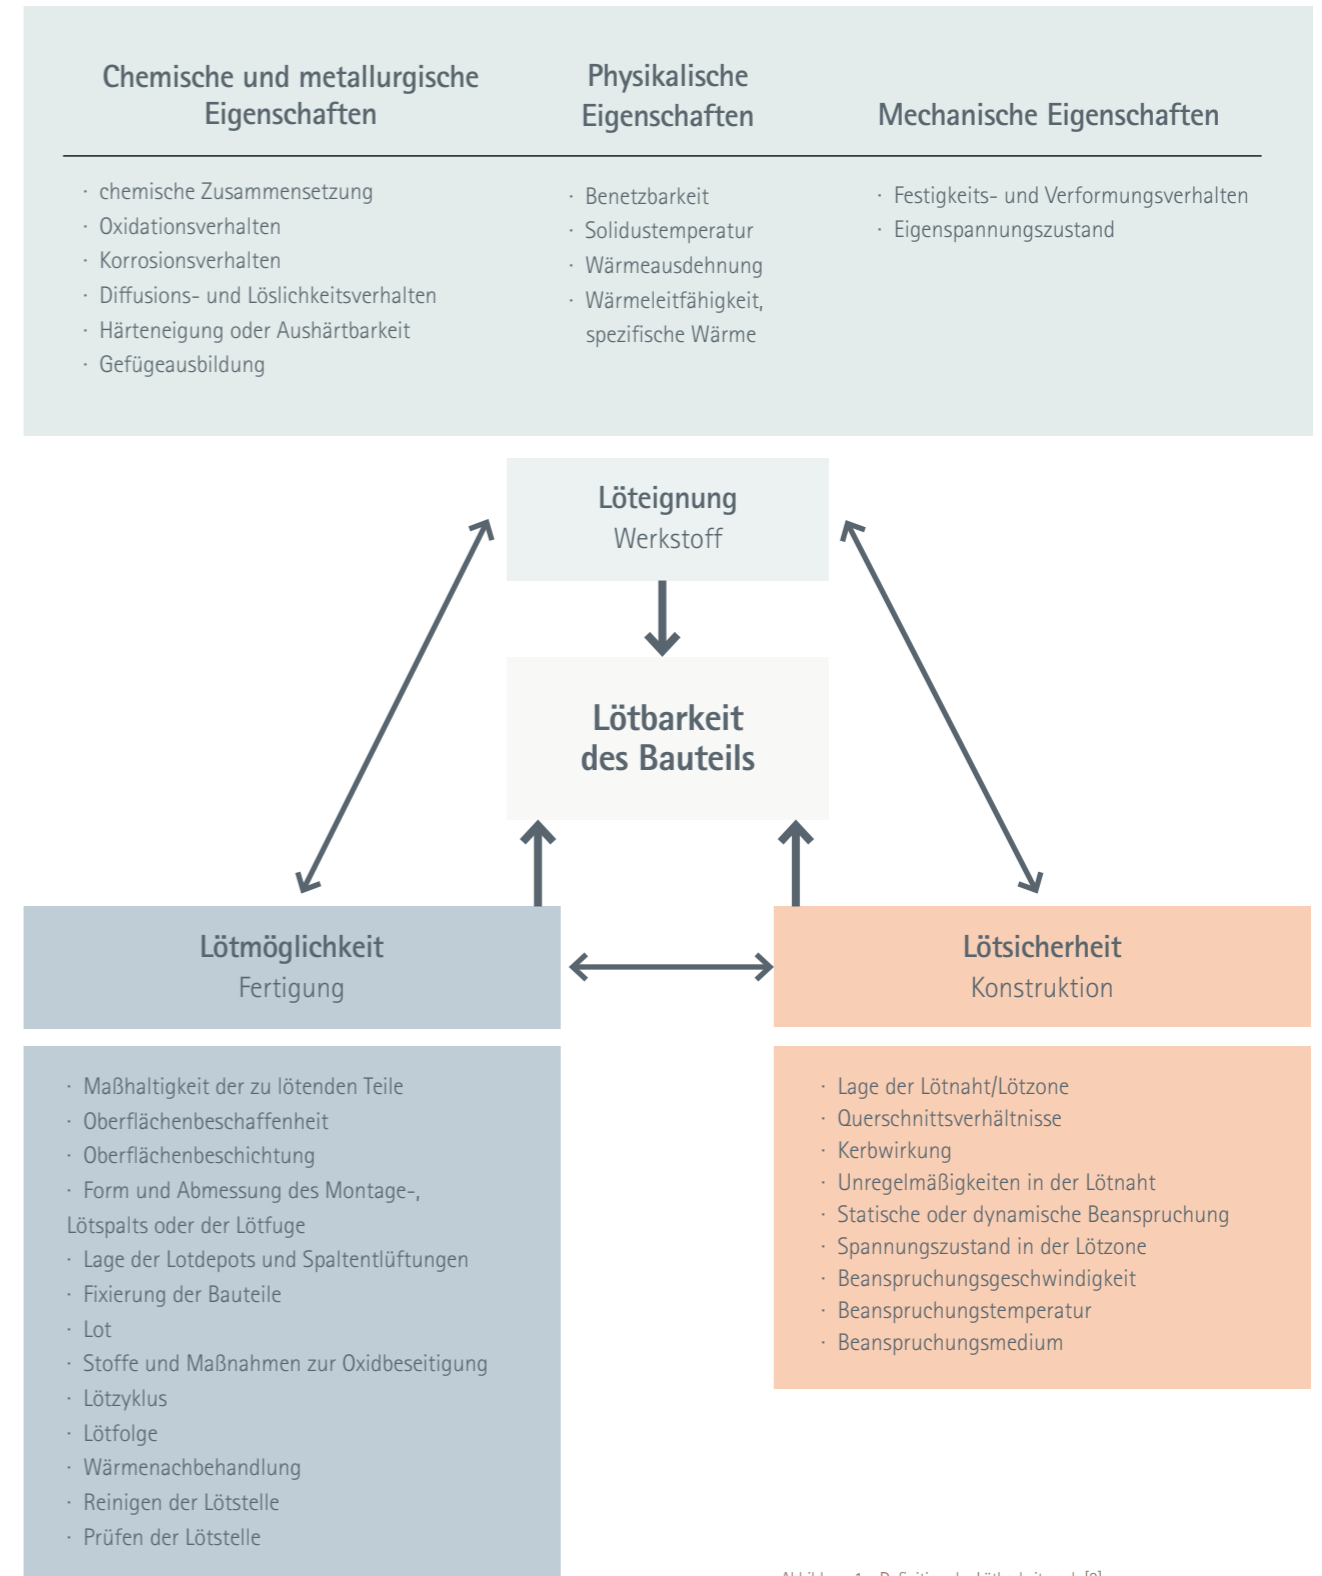 Chemische und metallurgische
Eigenschaften
· chemische Zusammensetzung
· Oxidationsverhalten
· Korrosionsverhalten
· Diffusions- und Löslichkeitsverhalten
· Härteneigung oder Aushärtbarkeit
· Gefügeausbildung
Physikalische
Eigenschaften
· Benetzbarkeit
· Solidustemperatur
· Wärmeausdehnung
· Wärmeleitfähigkeit,
spezifische Wärme
Mechanische Eigenschaften
· Festigkeits- und Verformungsverhalten
· Eigenspannungszustand
Löteignung
Werkstoff
Lötbarkeit
des Bauteils
Lötmöglichkeit
Fertigung
· Maßhaltigkeit der zu lötenden Teile
· Oberflächenbeschaffenheit
· Oberflächenbeschichtung
· Form und Abmessung des Montage-,
Lötspalts oder der Lötfuge
· Lage der Lotdepots und Spaltentlüftungen
· Fixierung der Bauteile
· Lot
· Stoffe und Maßnahmen zur Oxidbeseitigung
· Lötzyklus
· Lötfolge
· Wärmenachbehandlung
· Reinigen der Lötstelle
· Prüfen der Lötstelle
Lötsicherheit
Konstruktion
· Lage der Lötnaht/Lötzone
· Querschnittsverhältnisse
· Kerbwirkung
· Unregelmäßigkeiten in der Lötnaht
· Statische oder dynamische Beanspruchung
· Spannungszustand in der Lötzone
· Beanspruchungsgeschwindigkeit
· Beanspruchungstemperatur
· Beanspruchungsmedium